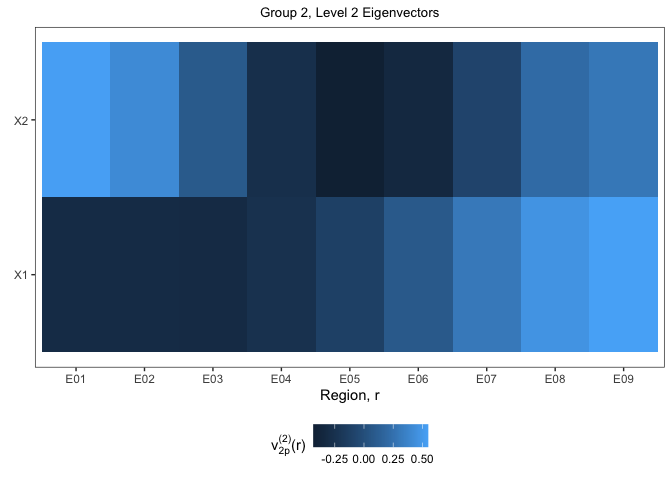 Group 2, Level 2 Eigenvectors
X2
X1
E01 E02 E03 E04 E05 E06 E07 E08 E09
Region, r
v_{2p}^{(2)}(r)
-0.25 0.00 0.25 0.50